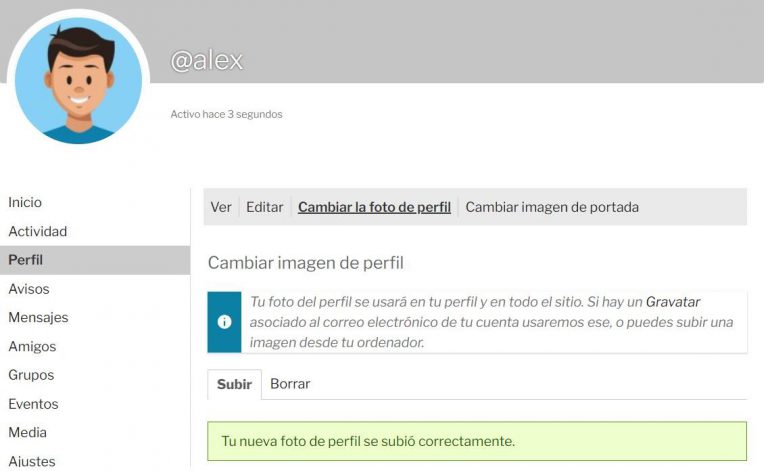 @alex
Activo hace 3 segundos
Inicio
Actividad
Perfil
Avisos
Mensajes
Amigos
Grupos
Eventos
Media
Ajustes
Ver Editar Cambiar la foto de perfil Cambiar imagen de portada
Cambiar imagen de perfil
Tu foto del perfil se usará en tu perfil y en todo el sitio. Si hay un Gravatar
asociado al correo electrónico de tu cuenta usaremos ese, o puedes subir una
imagen desde tu ordenador.
Subir Borrar
Tu nueva foto de perfil se subió correctamente.